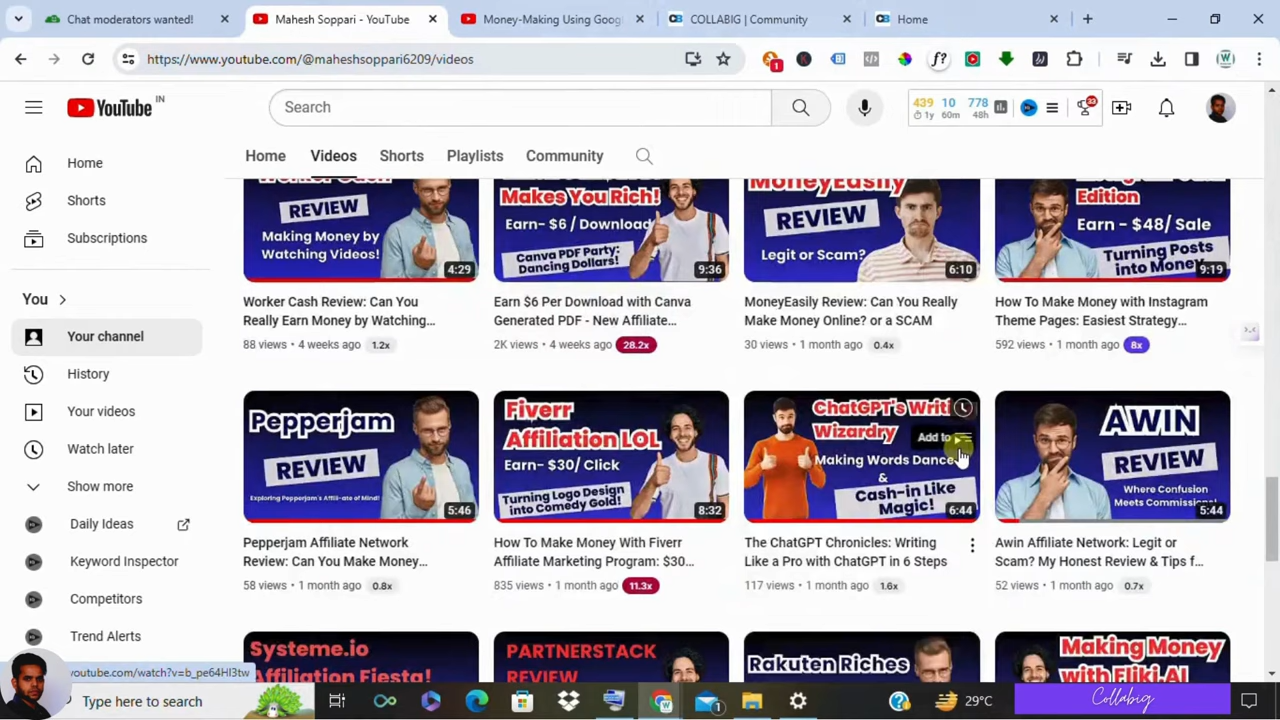 Chat moderators wanted!
Mahesh Soppari - YouTube
Money-Making Using Goog
COLLABIG | Community
Home
https://www.youtube.com/@maheshsoppari6209/videos
YouTube IN
Search
439 10 778
1y 60m 48h
33
Home
Videos
Shorts
Playlists
Community
Home
Shorts
Subscriptions
You
Your channel
History
Your videos
Watch later
Show more
Daily Ideas
Keyword Inspector
Competitors
Trend Alerts
REVIEW
Making Money by
Watching Videos!
4:29
Worker Cash Review: Can You
Really Earn Money by Watching...
88 views • 4 weeks ago 1.2x
Makes You Rich!
Earn- $6 / Download
Canva PDF Party:
Dancing Dollars!
9:36
Earn $6 Per Download with Canva
Generated PDF - New Affiliate...
2K views • 4 weeks ago 28.2x
MoneyEasily
REVIEW
Legit or Scam?
6:10
MoneyEasily Review: Can You Really
Make Money Online? or a SCAM
30 views • 1 month ago 0.4x
Edition
Earn - $48/ Sale
Turning Posts
into Money
9:19
How To Make Money with Instagram
Theme Pages: Easiest Strategy...
592 views • 1 month ago 8x
Pepperjam
REVIEW
Exploring Pepperjam's Affili-ate of Mind!
5:46
Pepperjam Affiliate Network
Review: Can You Make Money...
58 views • 1 month ago 0.8x
Fiverr
Affiliation LOL
Earn- $30/ Click
Turning Logo Design
into Comedy Gold!
8:32
How To Make Money With Fiverr
Affiliate Marketing Program: $30...
835 views • 1 month ago 11.3x
ChatGPT's Writi
Wizardry
Add to
Making Words Dance
&
Cash-in Like
Magic!
6:44
The ChatGPT Chronicles: Writing
Like a Pro with ChatGPT in 6 Steps
117 views • 1 month ago 1.6x
AWIN
REVIEW
Where Confusion
Meets Commissions!
5:44
Awin Affiliate Network: Legit or
Scam? My Honest Review & Tips f...
52 views • 1 month ago 0.7x
Systeme.io
Affiliation Fiesta!
PARTNERSTACK
REVIEW
Rakuten Riches
Making Money
with Fliki.AI
youtube.com/watch?v=b_pe64Hl3tw
Type here to search
29°C
Collabig